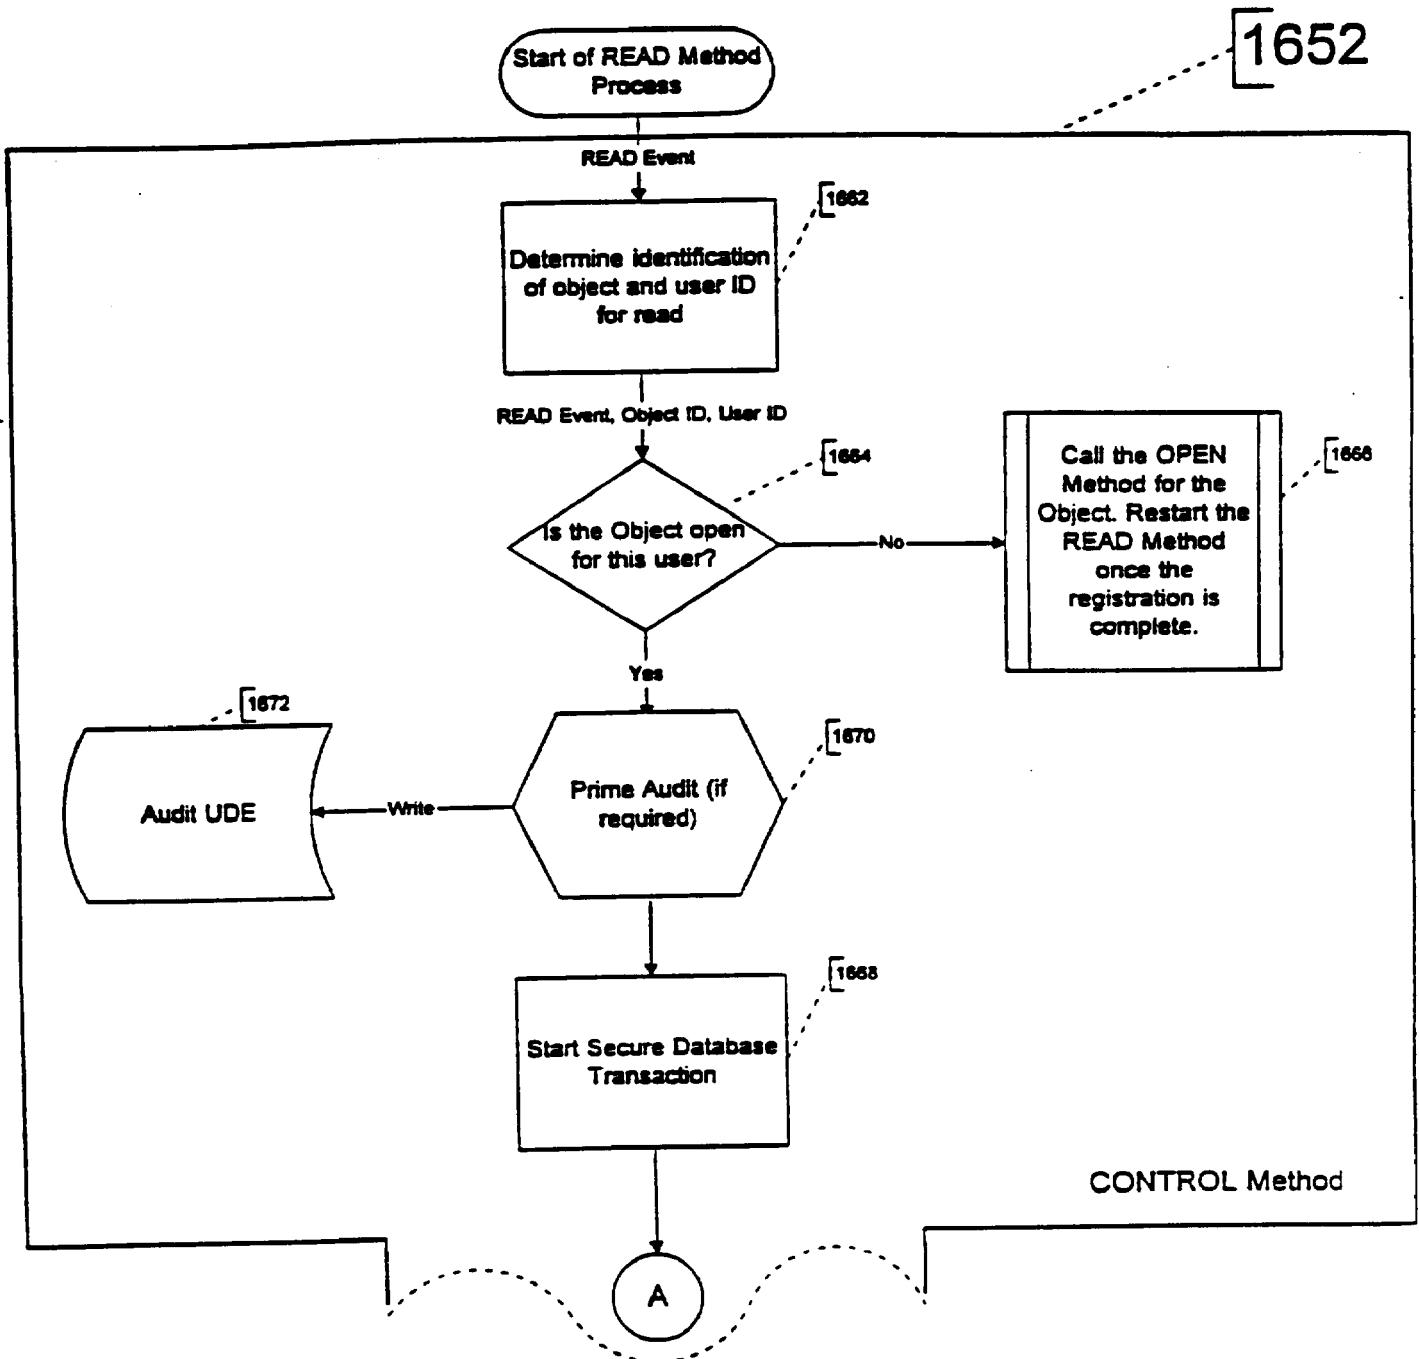 1652
Start of READ Method
Process
READ Event
1662
Determine identification
of object and user ID
for read
READ Event, Object ID, User ID
1664
Is the Object open
for this user?
No
Call the OPEN
Method for the
Object. Restart the
READ Method
once the
registration is
complete.
1666
Yes
1672
Audit UDE
Write
Prime Audit (if
required)
1670
1668
Start Secure Database
Transaction
CONTROL Method
A